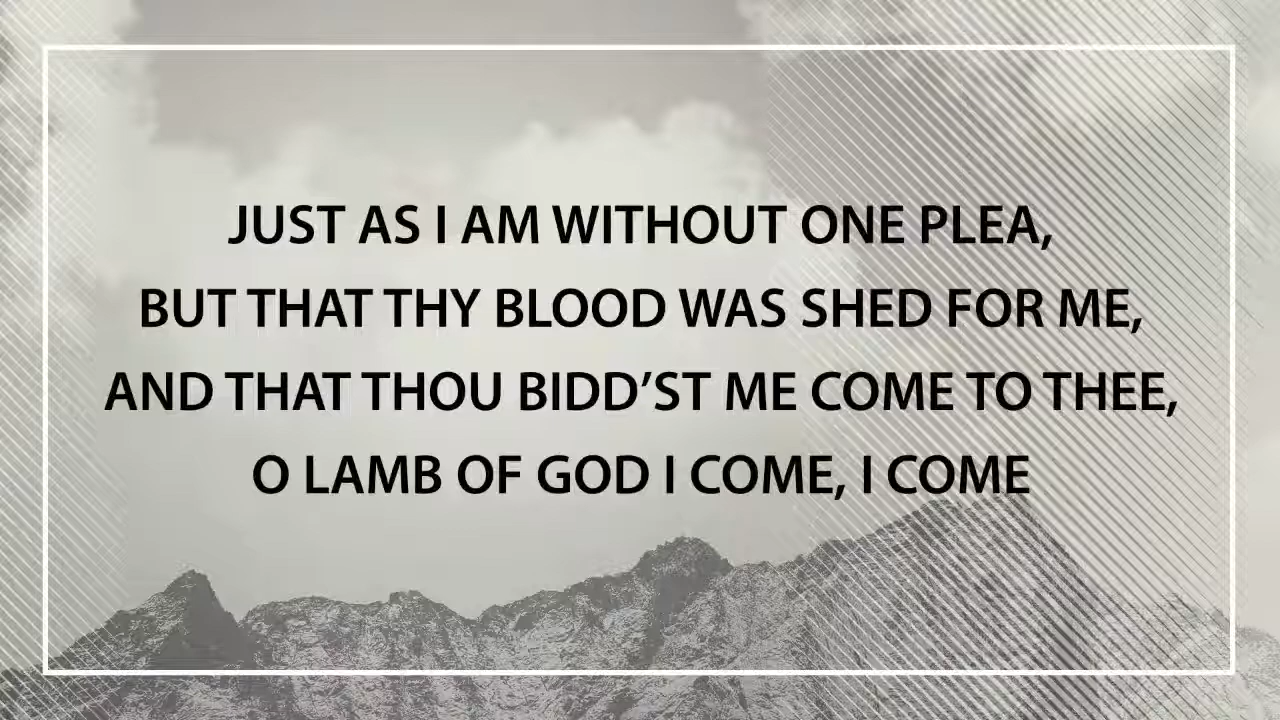 JUST AS I AM WITHOUT ONE PLEA,
BUT THAT THY BLOOD WAS SHED FOR ME,
AND THAT THOU BIDD’ST ME COME TO THEE,
O LAMB OF GOD I COME, I COME